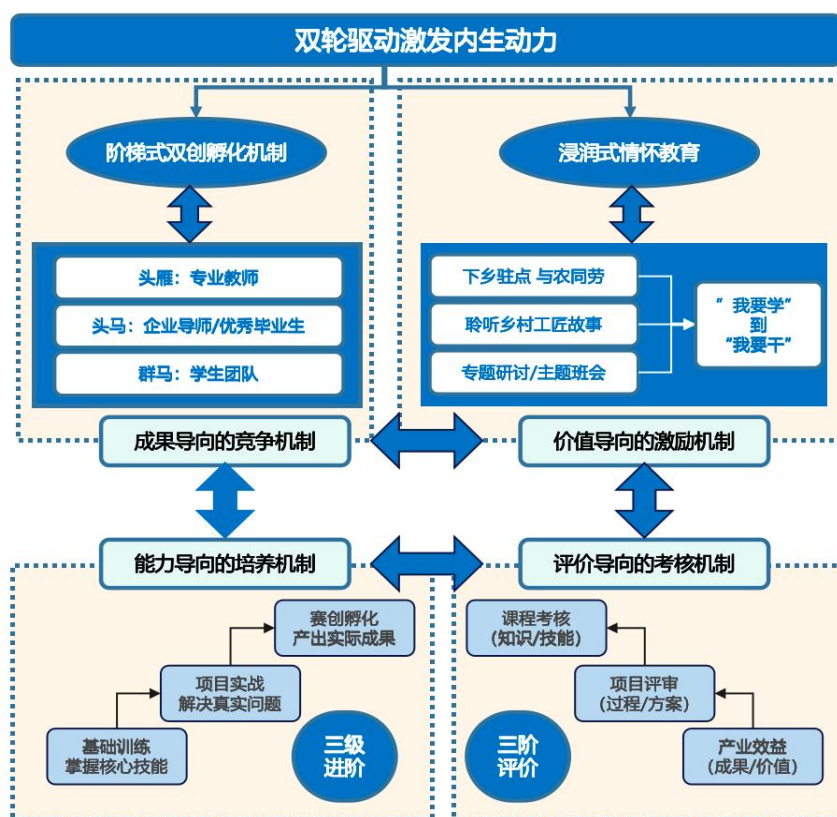 双轮驱动激发内生动力
阶梯式双创孵化机制
浸润式情怀教育
头雁：专业教师
头马：企业导师/优秀毕业生
群马：学生团队
下乡驻点 与农同劳
聆听乡村工匠故事
专题研讨/主题班会
”我要学”
到
“我要干”
成果导向的竞争机制
价值导向的激励机制
能力导向的培养机制
评价导向的考核机制
赛创孵化
产出实际成果
项目实战
解决真实问题
基础训练
掌握核心技能
三级
进阶
课程考核
(知识/技能)
项目评审
(过程/方案)
产业效益
(成果/价值)
三阶
评价